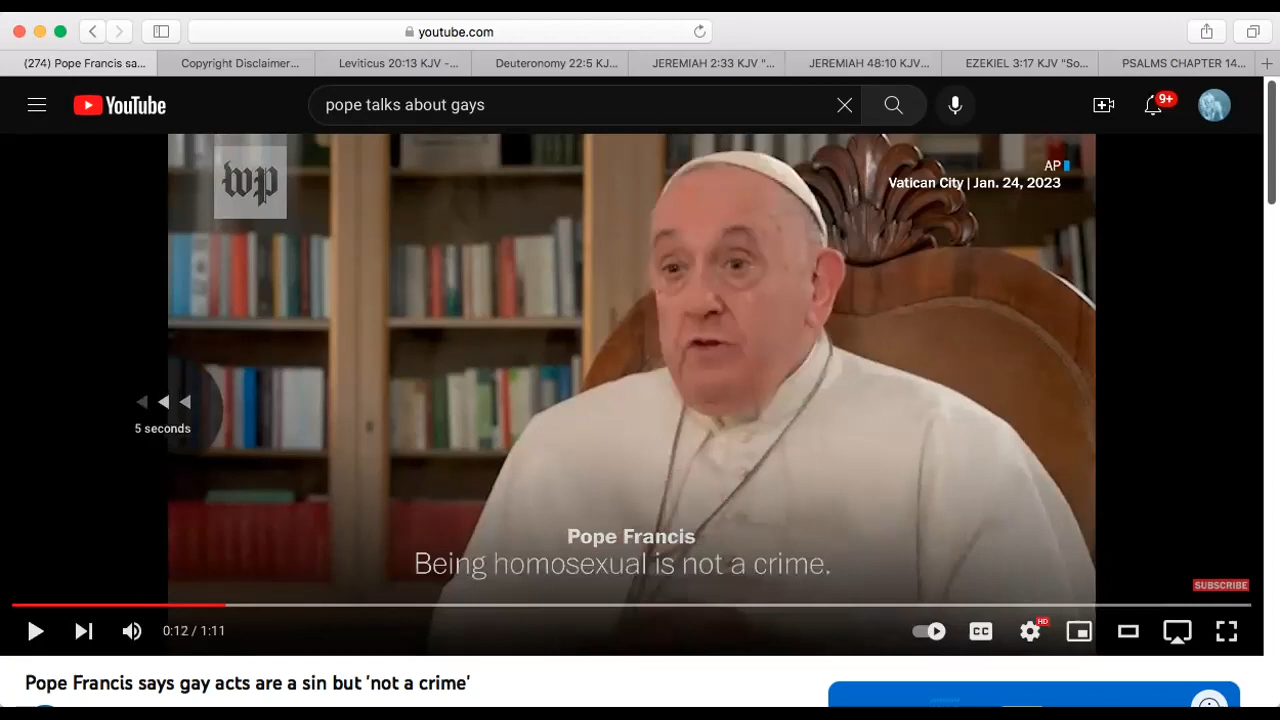 youtube.com
(274) Pope Francis sa...
Copyright Disclaimer...
Leviticus 20:13 KJV -...
Deuteronomy 22:5 KJ...
JEREMIAH 2:33 KJV “...
JEREMIAH 48:10 KJV...
EZEKIEL 3:17 KJV “So...
PSALMS CHAPTER 14...
YouTube
pope talks about gays
9+
wp
AP
Vatican City | Jan. 24, 2023
5 seconds
Pope Francis
Being homosexual is not a crime.
SUBSCRIBE
0:12 / 1:11
CC
HD
Pope Francis says gay acts are a sin but 'not a crime'